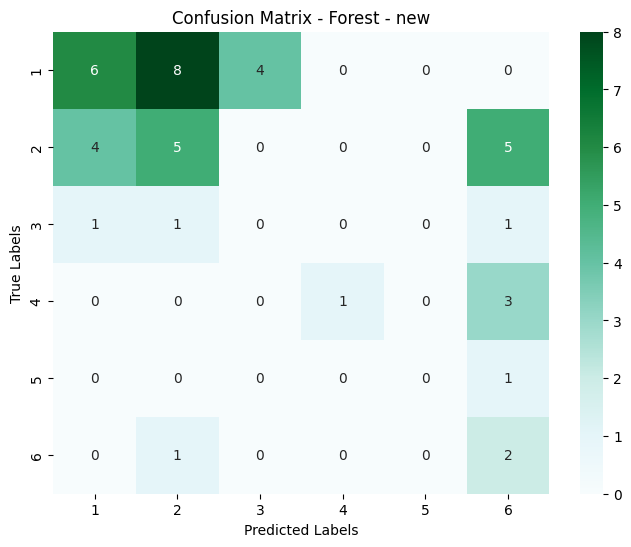 Confusion Matrix - Forest - new
True Labels
1 6 8 4 0 0 0
2 4 5 0 0 0 5
3 1 1 0 0 0 1
4 0 0 0 1 0 3
5 0 0 0 0 0 1
6 0 1 0 0 0 2
1 2 3 4 5 6
Predicted Labels
8
7
6
5
4
3
2
1
0